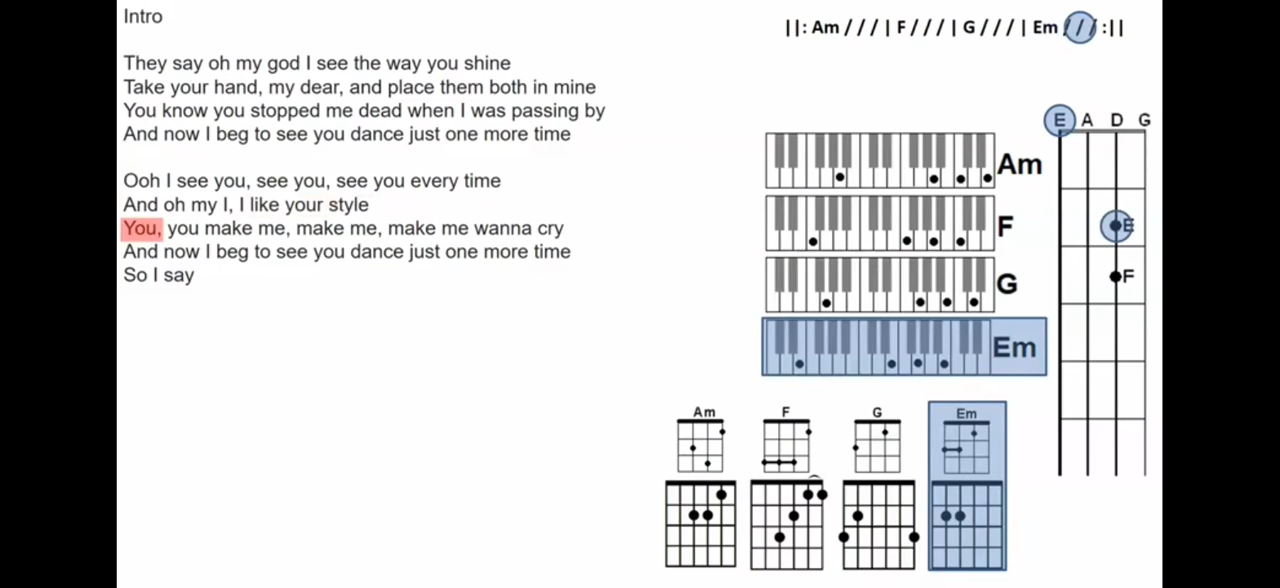 Intro
They say oh my god I see the way you shine
Take your hand, my dear, and place them both in mine
You know you stopped me dead when I was passing by
And now I beg to see you dance just one more time
Ooh I see you, see you, see you every time
And oh my I, I like your style
You, you make me, make me, make me wanna cry
And now I beg to see you dance just one more time
So I say
||: Am / / / | F / / / | G / / / | Em / / / :||
E A D G
Am
F
G
Em
E
F
Am F G Em